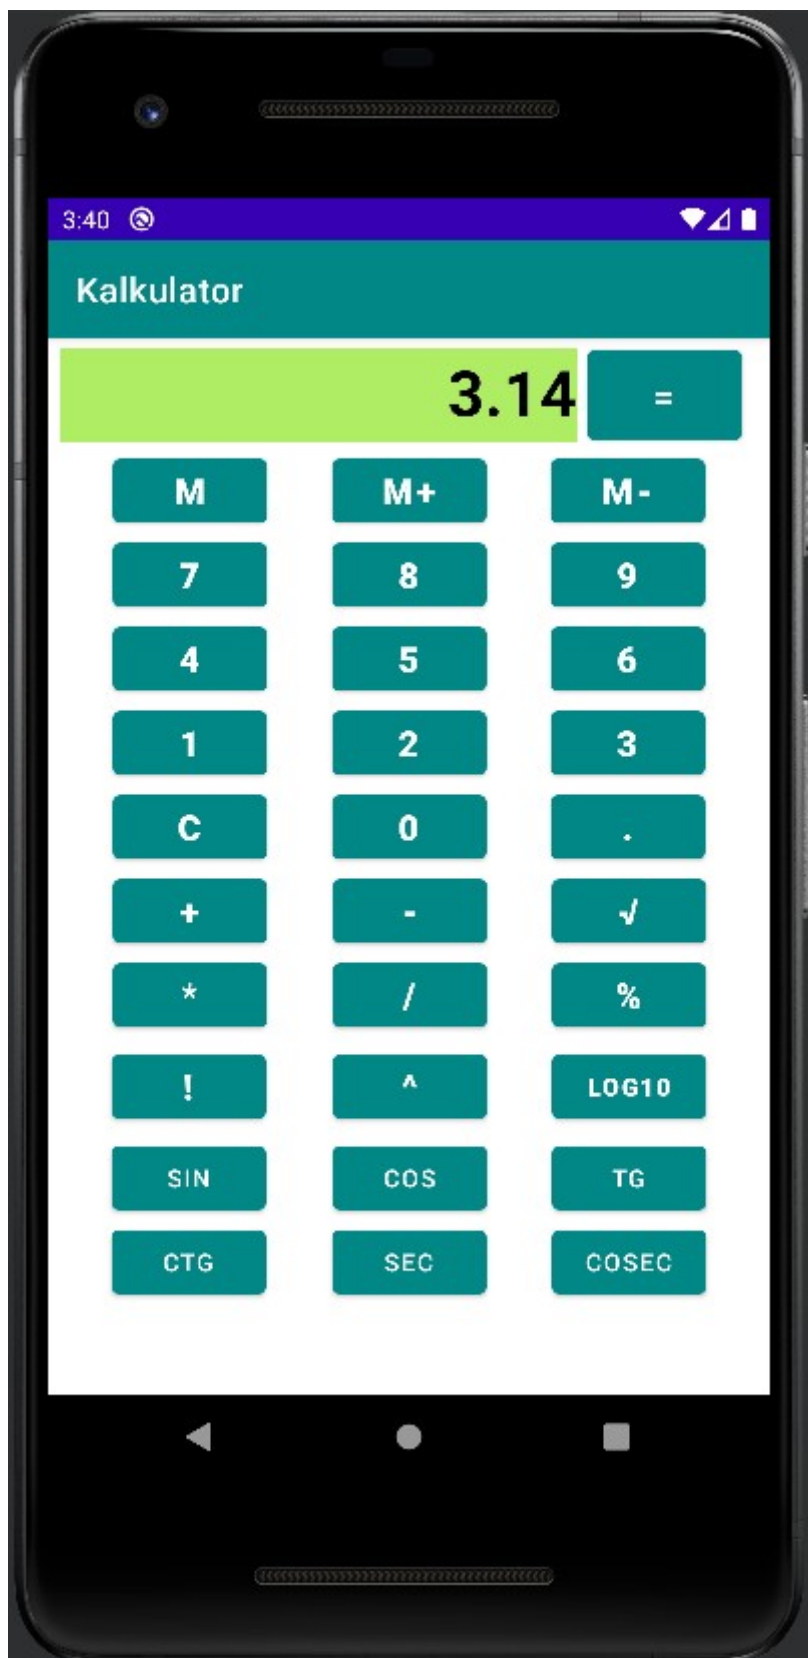 3:40
Kalkulator
3.14 =
M M+ M-
7 8 9
4 5 6
1 2 3
C 0 .
+ - √
* / %
! ^ LOG10
SIN COS TG
CTG SEC COSEC